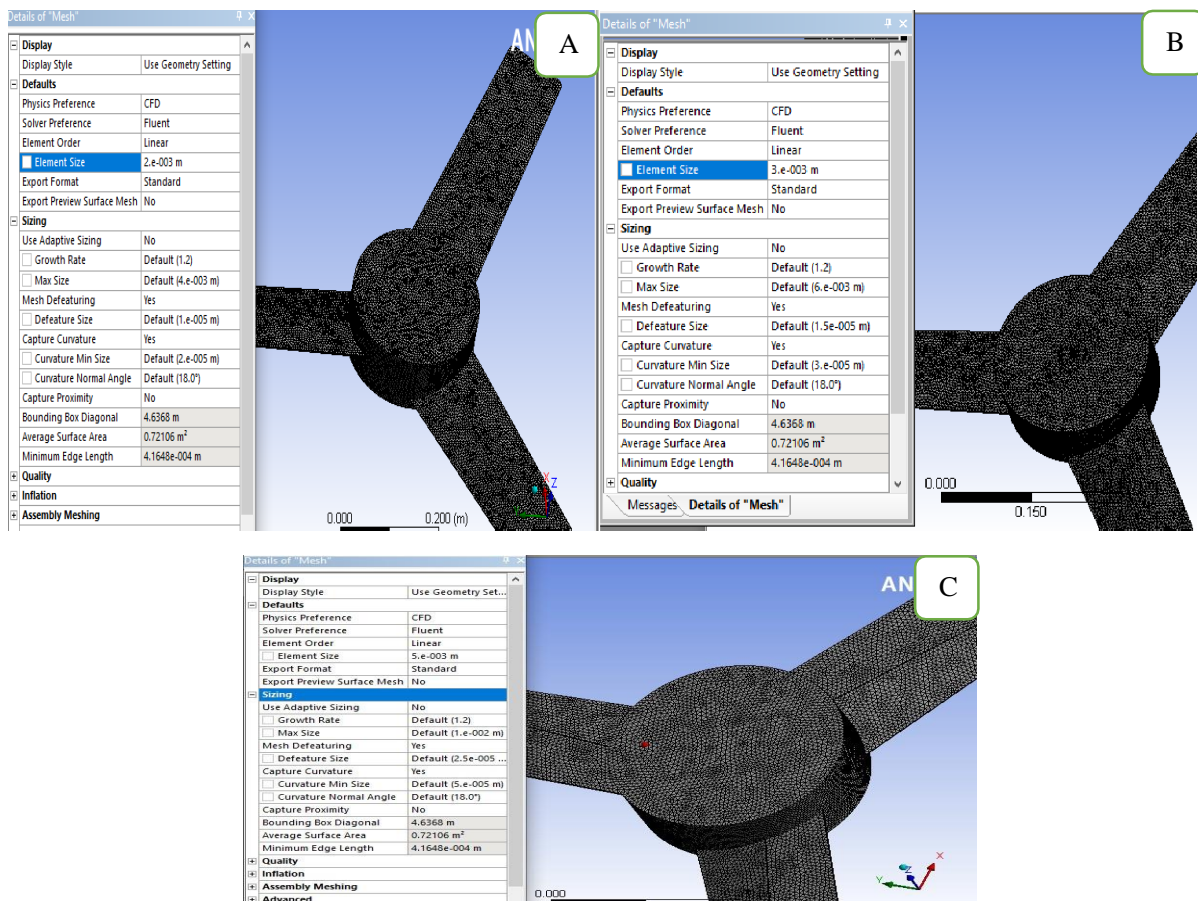 Details of "Mesh"
Display
Display Style Use Geometry Setting
Defaults
Physics Preference CFD
Solver Preference Fluent
Element Order Linear
Element Size 2.e-003 m
Export Format Standard
Export Preview Surface Mesh No
Sizing
Use Adaptive Sizing No
Growth Rate Default (1.2)
Max Size Default (4.e-003 m)
Mesh Defeaturing Yes
Defeature Size Default (1.e-005 m)
Capture Curvature Yes
Curvature Min Size Default (2.e-005 m)
Curvature Normal Angle Default (18.0°)
Capture Proximity No
Bounding Box Diagonal 4.6368 m
Average Surface Area 0.72106 m²
Minimum Edge Length 4.1648e-004 m
Quality
Inflation
Assembly Meshing
AN
A
0.000 0.200 (m)
X
Z
Details of "Mesh"
Display
Display Style Use Geometry Setting
Defaults
Physics Preference CFD
Solver Preference Fluent
Element Order Linear
Element Size 3.e-003 m
Export Format Standard
Export Preview Surface Mesh No
Sizing
Use Adaptive Sizing No
Growth Rate Default (1.2)
Max Size Default (6.e-003 m)
Mesh Defeaturing Yes
Defeature Size Default (1.5e-005 m)
Capture Curvature Yes
Curvature Min Size Default (3.e-005 m)
Curvature Normal Angle Default (18.0°)
Capture Proximity No
Bounding Box Diagonal 4.6368 m
Average Surface Area 0.72106 m²
Minimum Edge Length 4.1648e-004 m
Quality
Messages Details of "Mesh"
B
0.000
0.150
Details of "Mesh"
Display
Display Style Use Geometry Set...
Defaults
Physics Preference CFD
Solver Preference Fluent
Element Order Linear
Element Size 5.e-003 m
Export Format Standard
Export Preview Surface Mesh No
Sizing
Use Adaptive Sizing No
Growth Rate Default (1.2)
Max Size Default (1.e-002 m)
Mesh Defeaturing Yes
Defeature Size Default (2.5e-005 ...
Capture Curvature Yes
Curvature Min Size Default (5.e-005 m)
Curvature Normal Angle Default (18.0°)
Capture Proximity No
Bounding Box Diagonal 4.6368 m
Average Surface Area 0.72106 m²
Minimum Edge Length 4.1648e-004 m
Quality
Inflation
Assembly Meshing
Advanced
AN
C
0.000
X
Z
Y